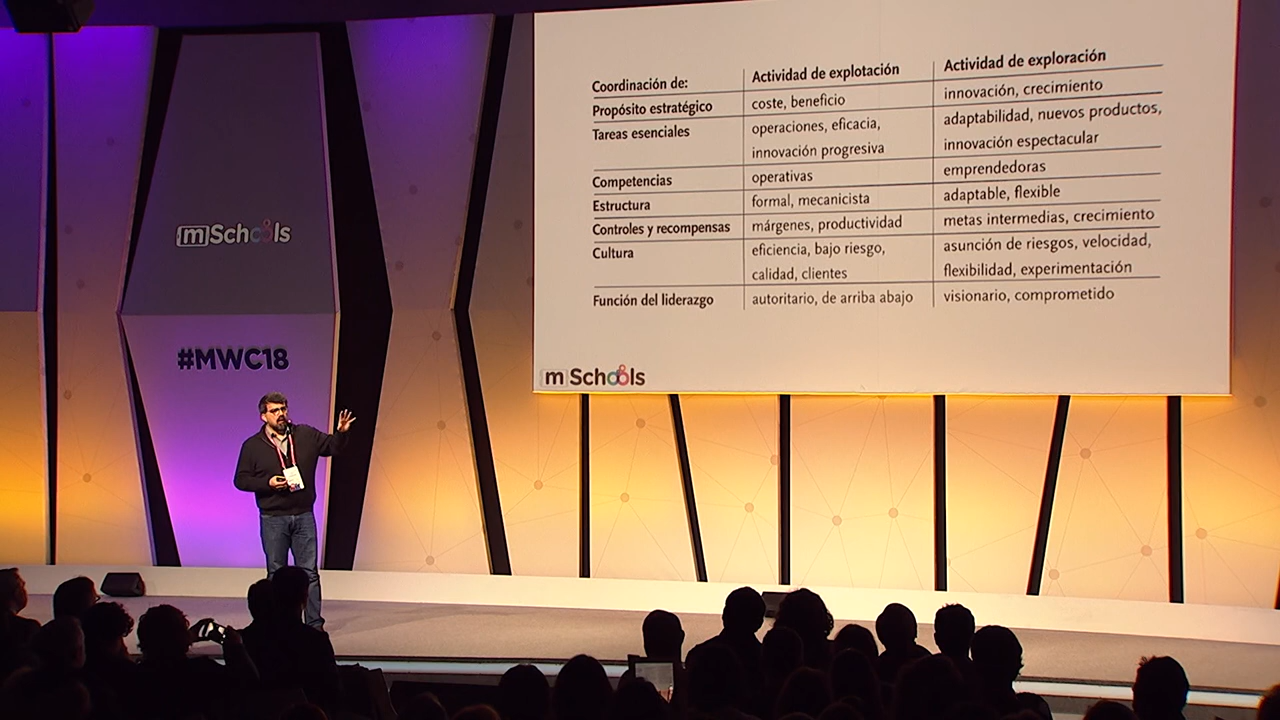 Coordinación de: Actividad de explotación Actividad de exploración
Propósito estratégico coste, beneficio innovación, crecimiento
Tareas esenciales operaciones, eficacia, adaptabilidad, nuevos productos,
innovación progresiva innovación espectacular
Competencias operativas emprendedoras
Estructura formal, mecanicista adaptable, flexible
Controles y recompensas márgenes, productividad metas intermedias, crecimiento
Cultura eficiencia, bajo riesgo, asunción de riesgos, velocidad,
calidad, clientes flexibilidad, experimentación
Función del liderazgo autoritario, de arriba abajo visionario, comprometido
mSchools
mSchools
#MWC18